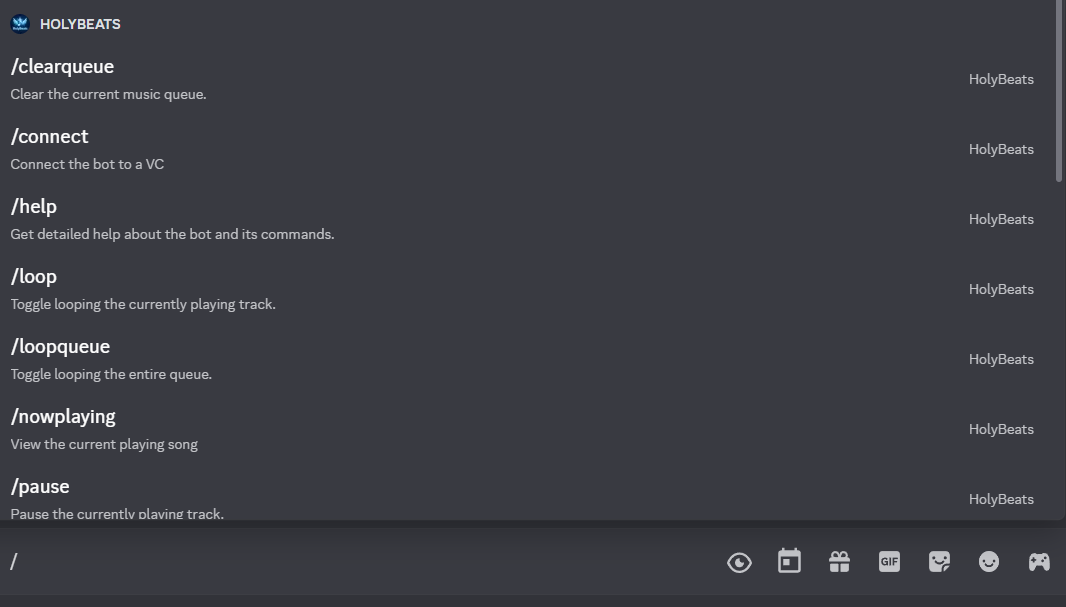 HOLYBEATS
/clearqueue
Clear the current music queue.
HolyBeats
/connect
Connect the bot to a VC
HolyBeats
/help
Get detailed help about the bot and its commands.
HolyBeats
/loop
Toggle looping the currently playing track.
HolyBeats
/loopqueue
Toggle looping the entire queue.
HolyBeats
/nowplaying
View the current playing song
HolyBeats
/pause
Pause the currently playing track.
HolyBeats
/
GIF